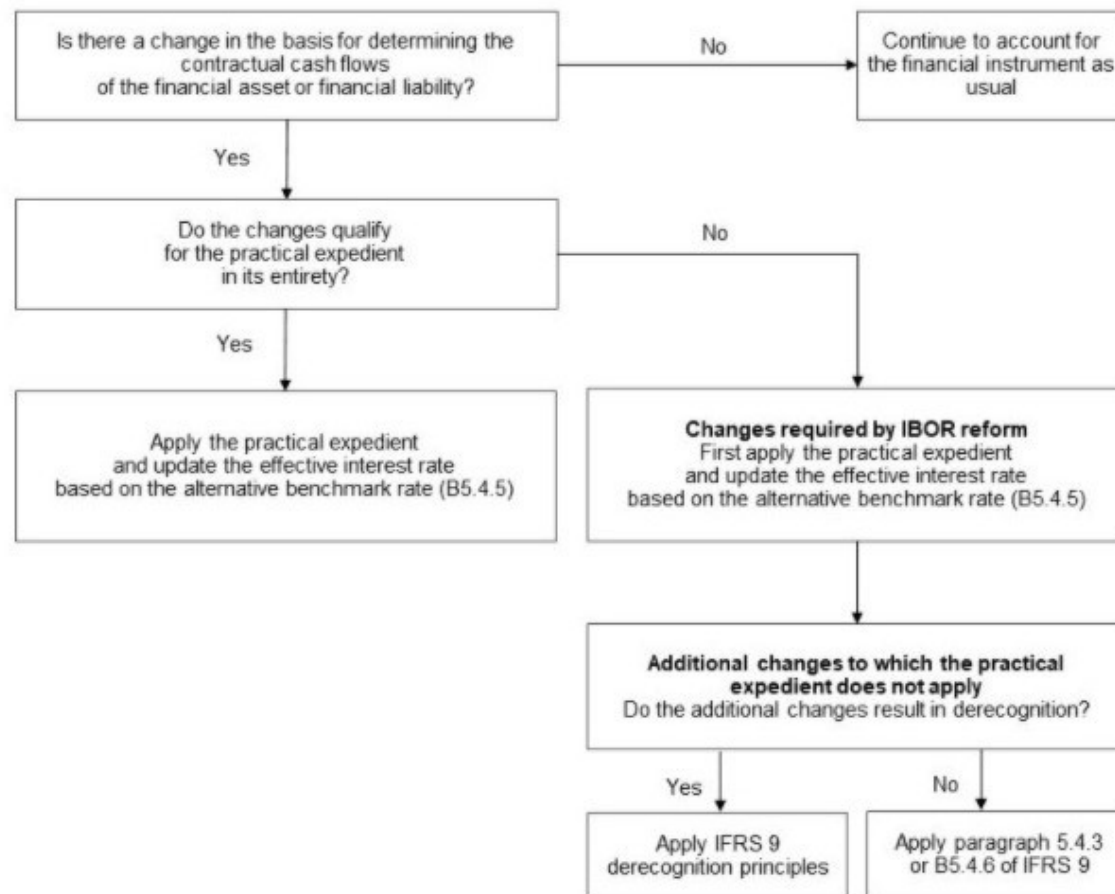 Is there a change in the basis for determining the
contractual cash flows
of the financial asset or financial liability?
No
Continue to account for
the financial instrument as
usual
Yes
Do the changes qualify
for the practical expedient
in its entirety?
No
Yes
Apply the practical expedient
and update the effective interest rate
based on the alternative benchmark rate (B5.4.5)
Changes required by IBOR reform
First apply the practical expedient
and update the effective interest rate
based on the alternative benchmark rate (B5.4.5)
Additional changes to which the practical
expedient does not apply
Do the additional changes result in derecognition?
Yes
No
Apply IFRS 9
derecognition principles
Apply paragraph 5.4.3
or B5.4.6 of IFRS 9